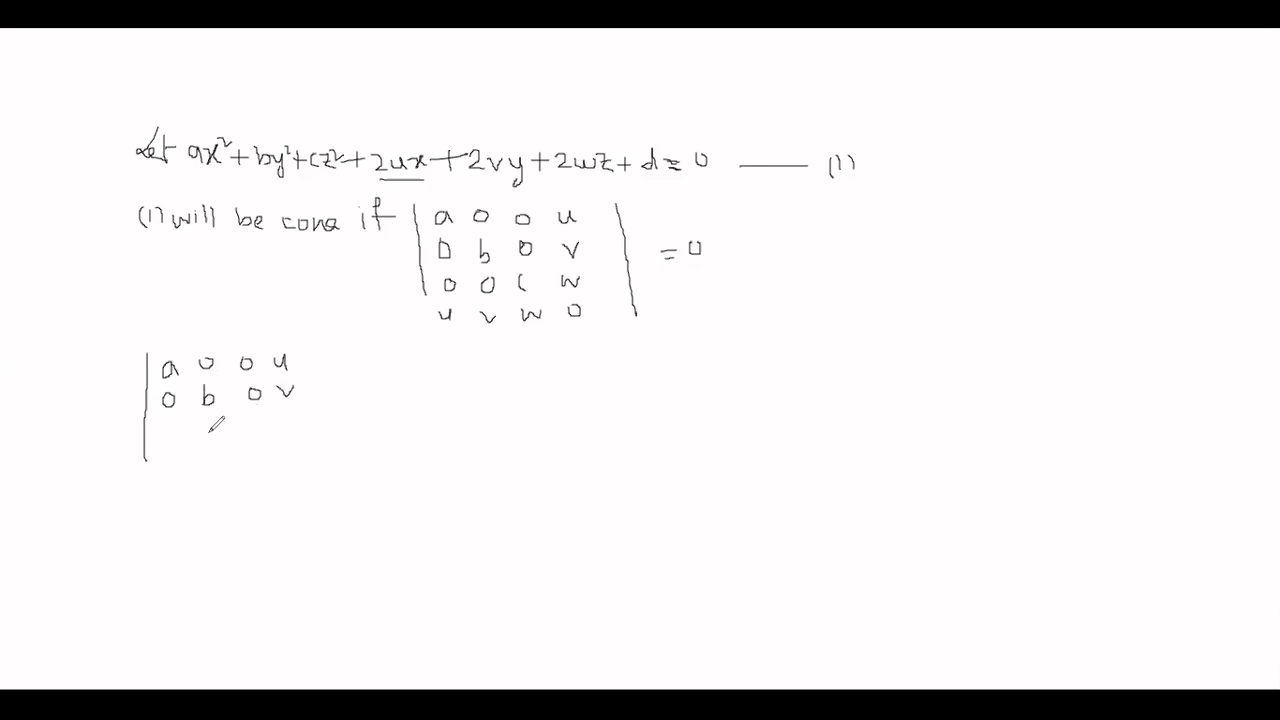 Let ax²+by²+cz²+2ux+2vy+2wz+d=0 —— (1)
(1) will be cone if | a 0 0 u |
| 0 b 0 v | = 0
| 0 0 c w |
u v w 0
| a 0 0 u
| 0 b 0 v